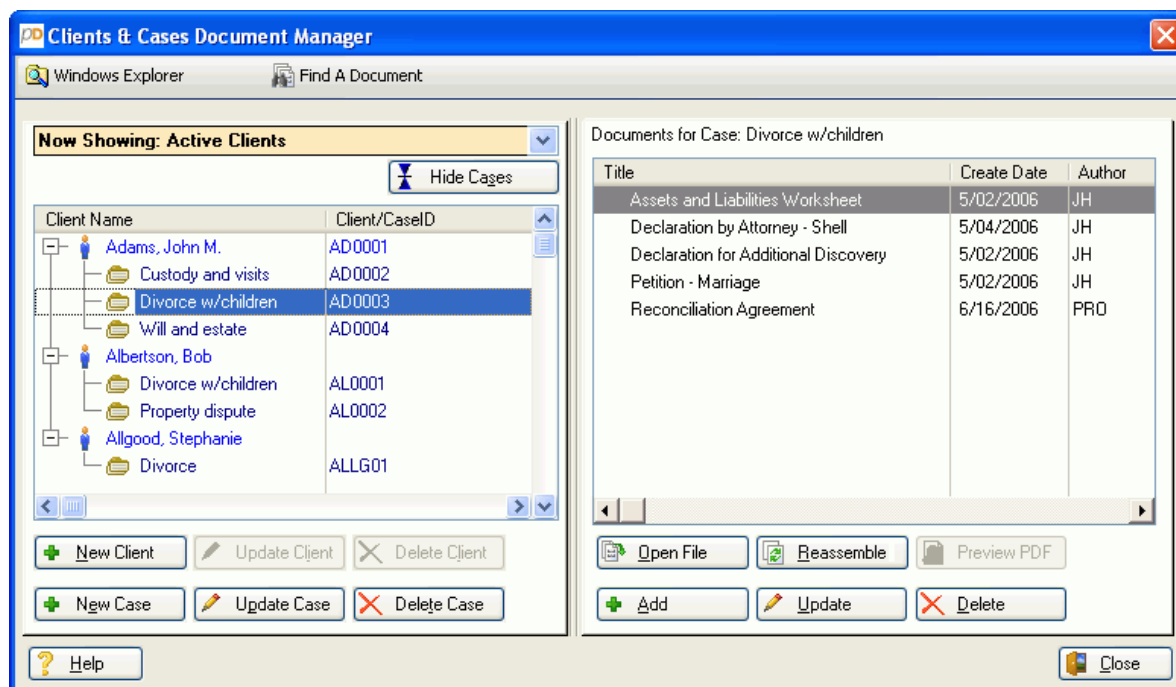 PD Clients & Cases Document Manager
Windows Explorer Find A Document
Now Showing: Active Clients
Hide Cases
Client Name Client/CaseID
Adams, John M. AD0001
Custody and visits AD0002
Divorce w/children AD0003
Will and estate AD0004
Albertson, Bob
Divorce w/children AL0001
Property dispute AL0002
Allgood, Stephanie
Divorce ALLG01
New Client Update Client Delete Client
New Case Update Case Delete Case
Documents for Case: Divorce w/children
Title Create Date Author
Assets and Liabilities Worksheet 5/02/2006 JH
Declaration by Attorney - Shell 5/04/2006 JH
Declaration for Additional Discovery 5/02/2006 JH
Petition - Marriage 5/02/2006 JH
Reconciliation Agreement 6/16/2006 PRO
Open File Reassemble Preview PDF
Add Update Delete
Help Close